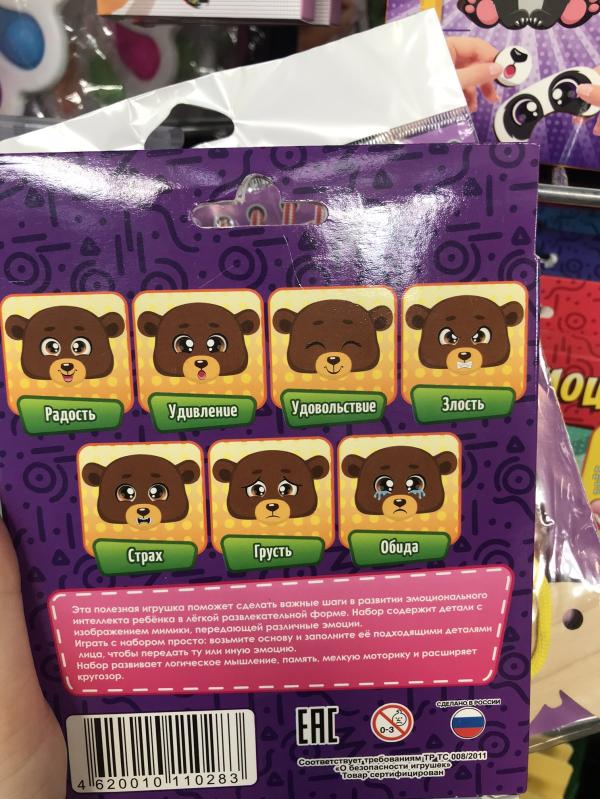 Радость
Удивление
Удовольствие
Злость
Страх
Грусть
Обида
Эта полезная игрушка поможет сделать важные шаги в развитии эмоционального
интеллекта ребёнка в лёгкой развлекательной форме. Набор содержит детали с
изображением мимики, передающей различные эмоции.
Играть с набором просто: возьмите основу и заполните её подходящими деталями
лица, чтобы передать ту или иную эмоцию.
Набор развивает логическое мышление, память, мелкую моторику и расширяет
кругозор.
4 620010 110283
EAC
0-3
СДЕЛАНО В РОССИИ
Соответствует требованиям ТР ТС 008/2011
«О безопасности игрушек»
Товар сертифицирован